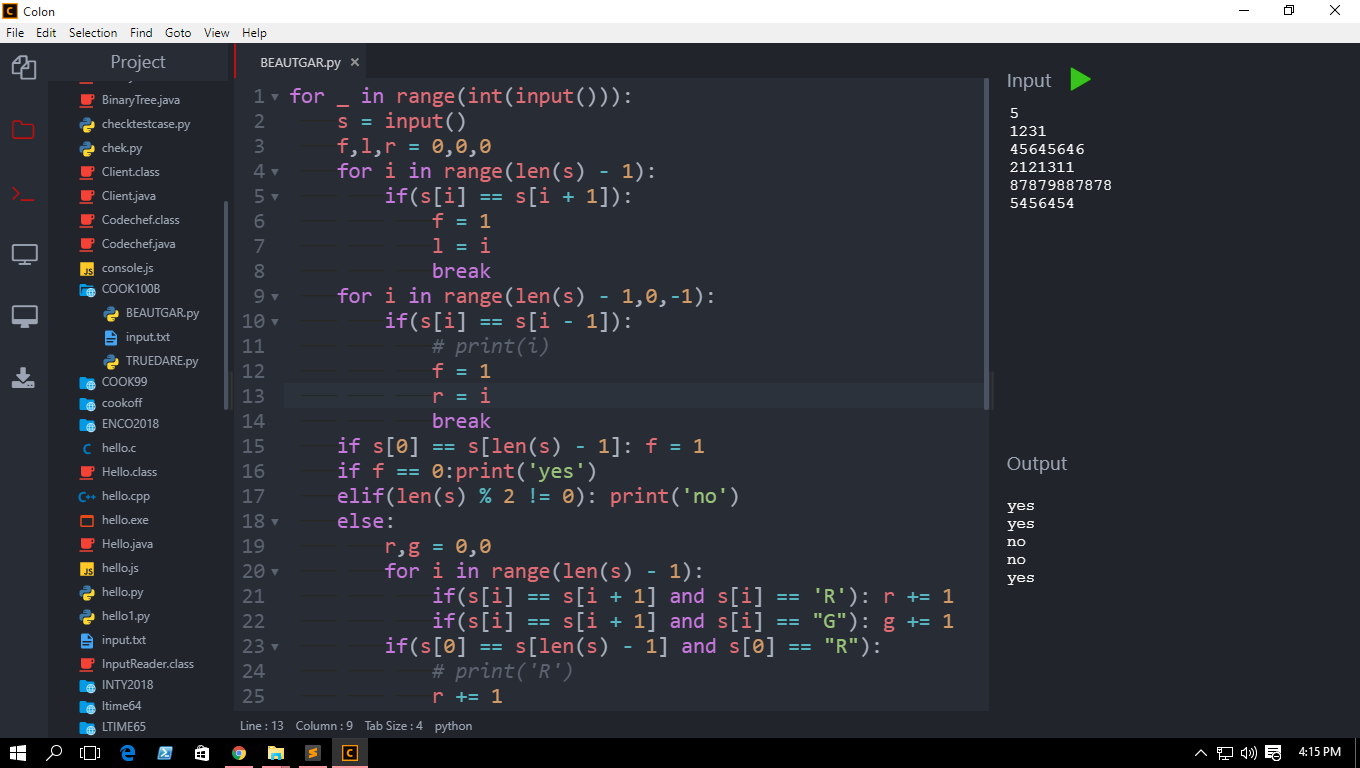 Colon
File Edit Selection Find Goto View Help
Project
BinaryTree.java
checktestcase.py
chek.py
Client.class
Client.java
Codechef.class
Codechef.java
console.js
COOK100B
BEAUTGAR.py
input.txt
TRUEDARE.py
COOK99
cookoff
ENCO2018
hello.c
Hello.class
hello.cpp
hello.exe
Hello.java
hello.js
hello.py
hello1.py
input.txt
InputReader.class
INTY2018
ltime64
LTIME65
BEAUTGAR.py ×
1 for _ in range(int(input())):
2 s = input()
3 f,l,r = 0,0,0
4 for i in range(len(s) - 1):
5 if(s[i] == s[i + 1]):
6 f = 1
7 l = i
8 break
9 for i in range(len(s) - 1,0,-1):
10 if(s[i] == s[i - 1]):
11 # print(i)
12 f = 1
13 r = i
14 break
15 if s[0] == s[len(s) - 1]: f = 1
16 if f == 0:print('yes')
17 elif(len(s) % 2 != 0): print('no')
18 else:
19 r,g = 0,0
20 for i in range(len(s) - 1):
21 if(s[i] == s[i + 1] and s[i] == 'R'): r += 1
22 if(s[i] == s[i + 1] and s[i] == "G"): g += 1
23 if(s[0] == s[len(s) - 1] and s[0] == "R"):
24 # print('R')
25 r += 1
Line : 13 Column : 9 Tab Size : 4 python
Input
5
1231
45645646
2121311
87879887878
5456454
Output
yes
yes
no
no
yes
4:15 PM